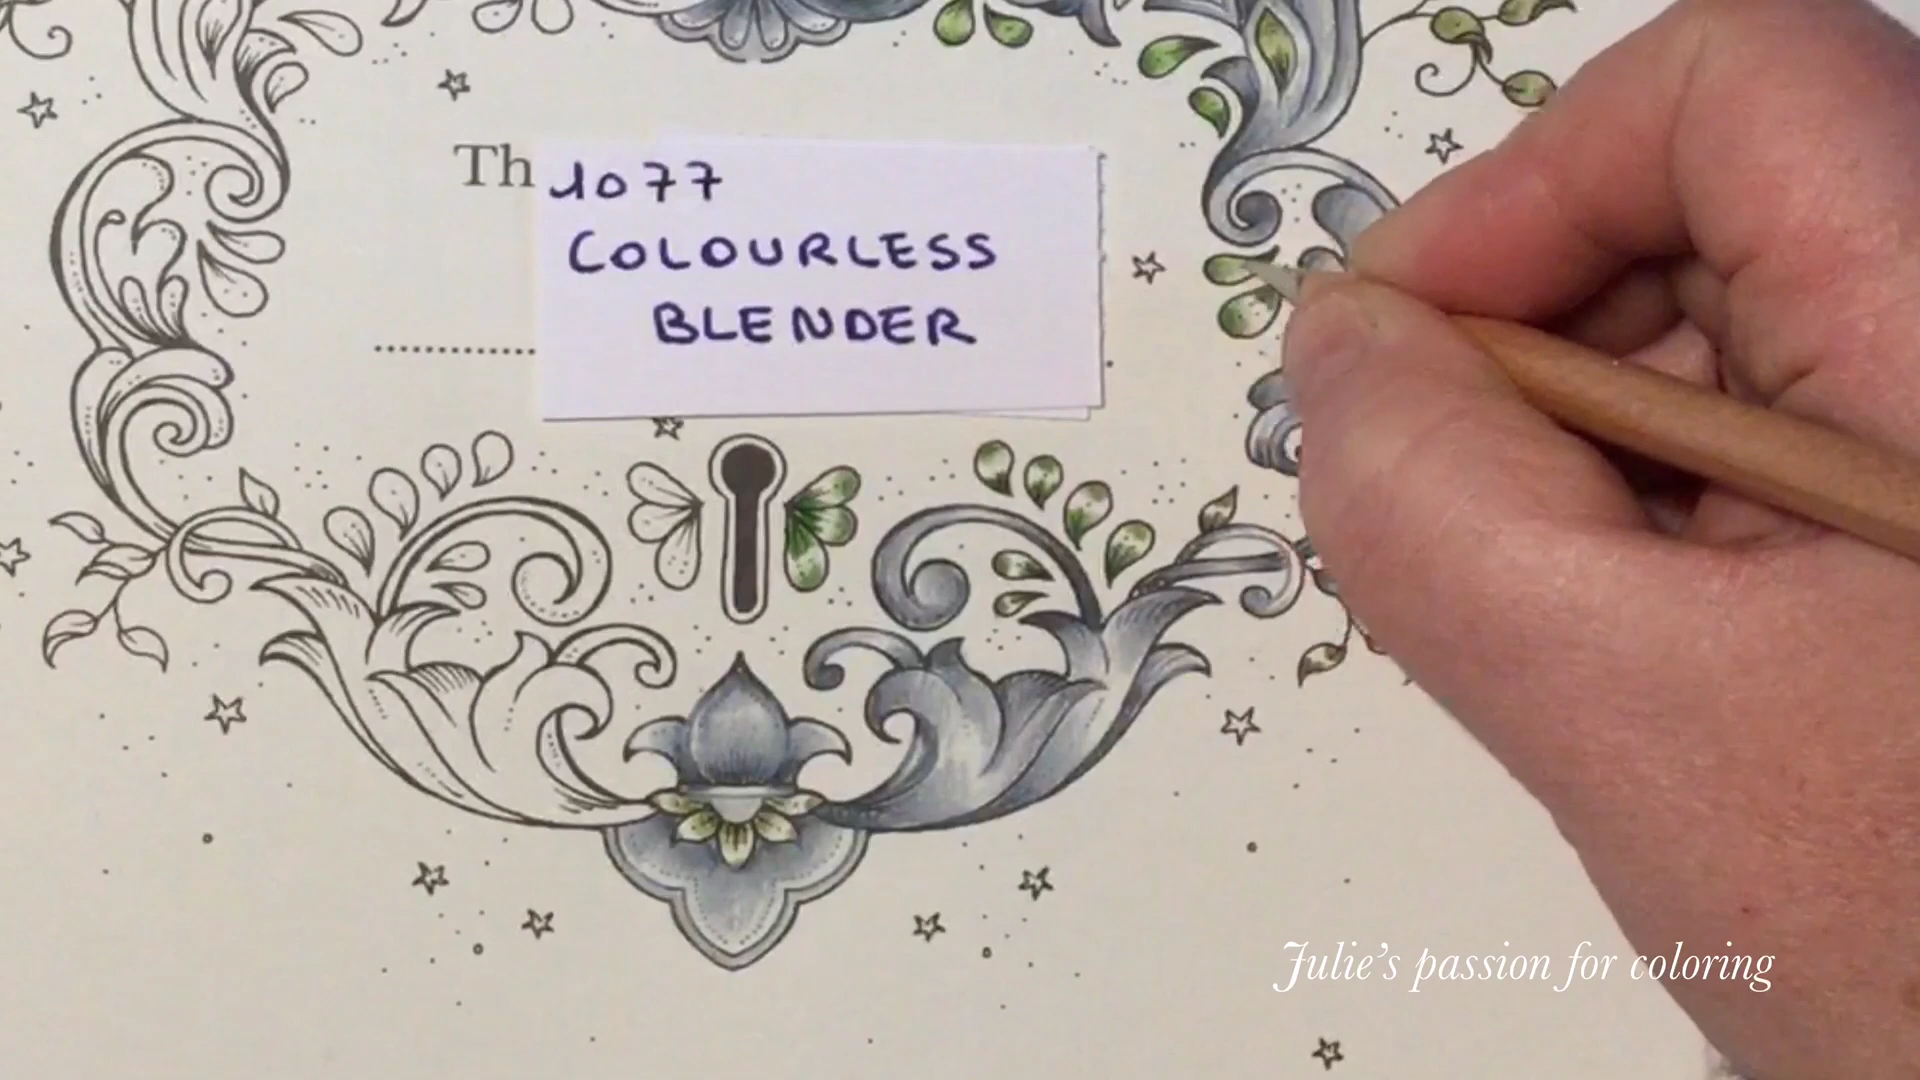 Th
1077
COLOURLESS
BLENDER
Julie's passion for coloring